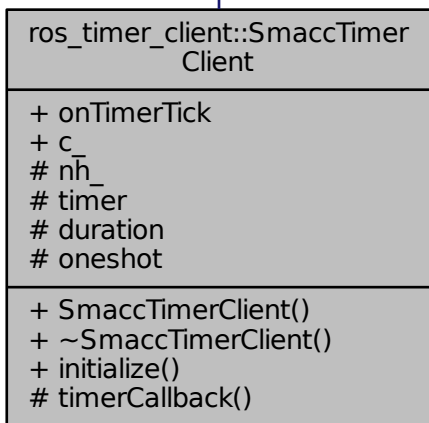 ros_timer_client::SmaccTimer
Client
+ onTimerTick
+ c_
# nh_
# timer
# duration
# oneshot
+ SmaccTimerClient()
+ ~SmaccTimerClient()
+ initialize()
# timerCallback()